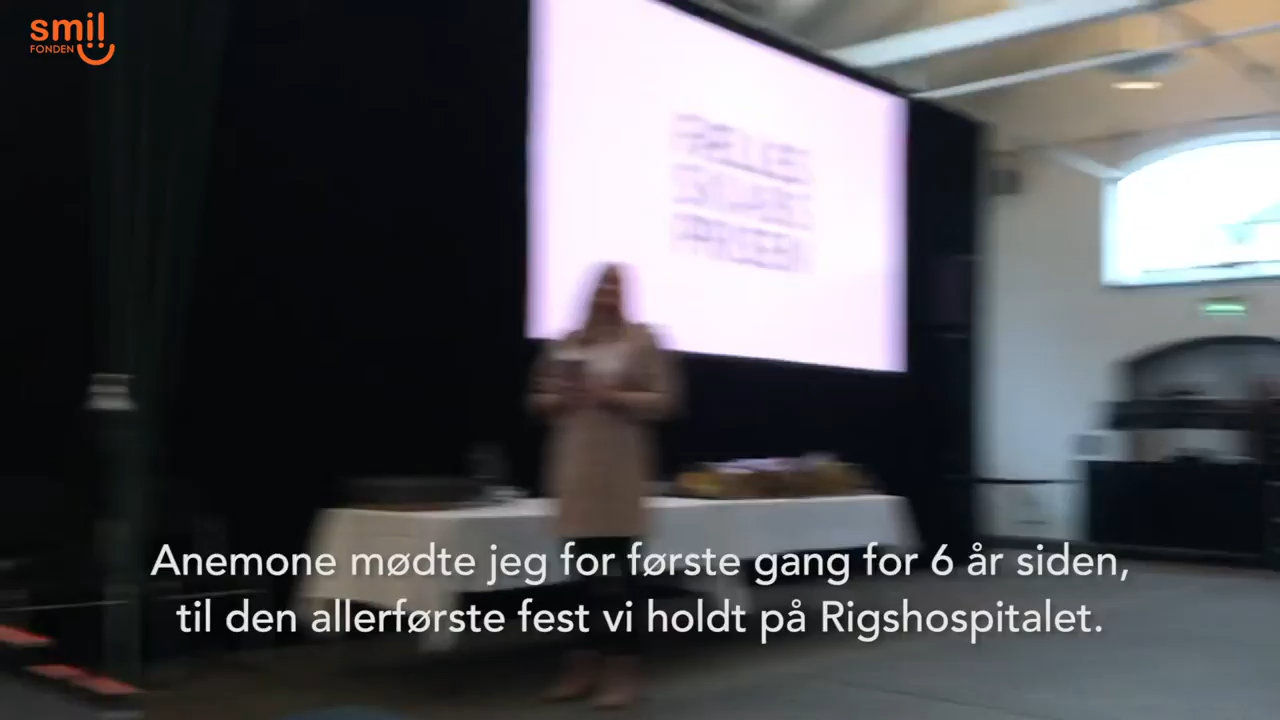 smil
FONDEN
Anemone mødte jeg for første gang for 6 år siden,
til den allerførste fest vi holdt på Rigshospitalet.